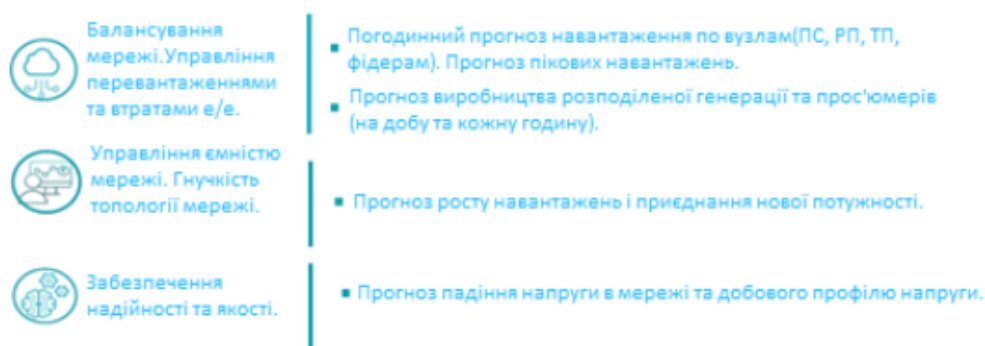 Балансування
мережі.Управління
перевантаженнями
та втратами е/е.
▪ Погодинний прогноз навантаження по вузлам(ПС, РП, ТП,
фідерам). Прогноз пікових навантажень.
▪ Прогноз виробництва розподіленої генерації та прос'юмерів
(на добу та кожну годину).
Управління ємністю
мережі. Гнучкість
топології мережі.
▪ Прогноз росту навантажень і приєднання нової потужності.
Забезпечення
надійності та якості.
▪ Прогноз падіння напруги в мережі та добового профілю напруги.